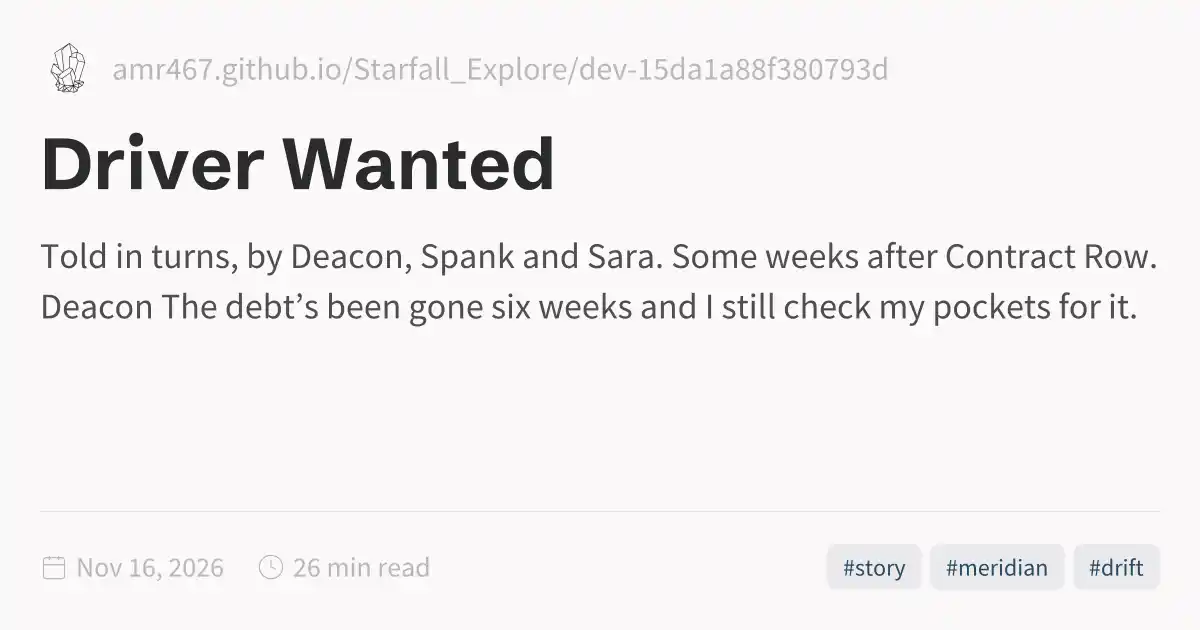 amr467.github.io/Starfall_Explore/dev-15da1a88f380793d
Driver Wanted
Told in turns, by Deacon, Spank and Sara. Some weeks after Contract Row.
Deacon The debt’s been gone six weeks and I still check my pockets for it.
Nov 16, 2026 26 min read #story #meridian #drift